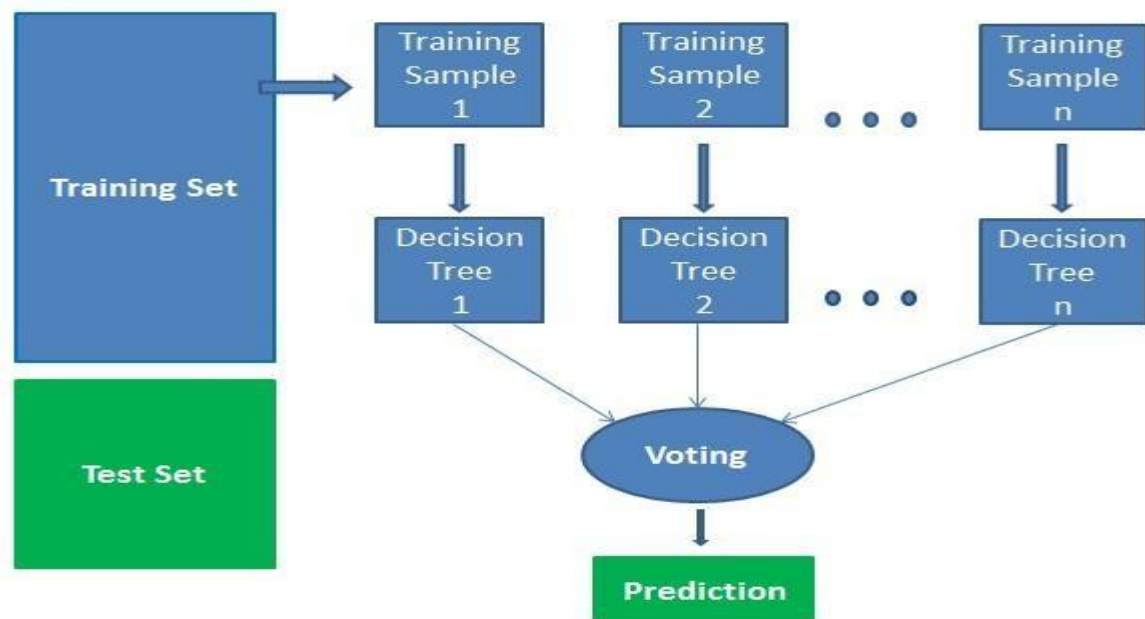 Training Set
Test Set
Training
Sample
1
Training
Sample
2
Training
Sample
n
Decision
Tree
1
Decision
Tree
2
Decision
Tree
n
Voting
Prediction